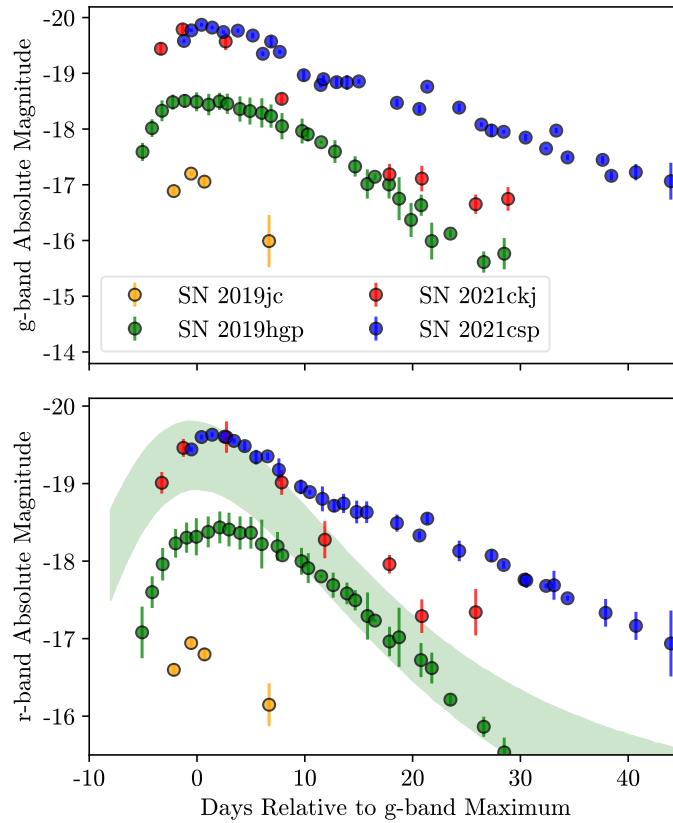 -20
-19
-18
-17
-16
-15
-14
g-band Absolute Magnitude
SN 2019jc
SN 2019hgp
SN 2021ckj
SN 2021csp
-20
-19
-18
-17
-16
r-band Absolute Magnitude
-10 0 10 20 30 40
Days Relative to g-band Maximum